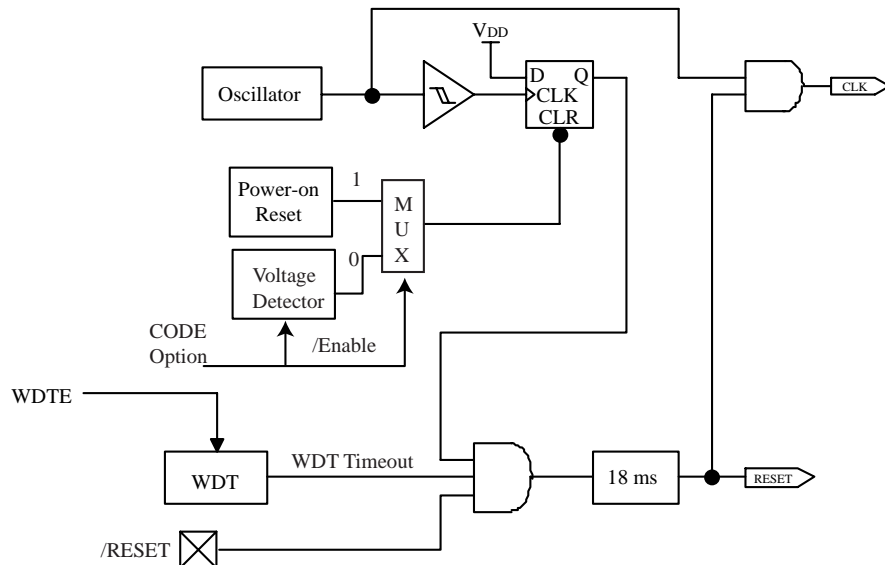 VDD
Oscillator
D
Q
CLK
CLR
CLK
Power-on
Reset
1
M
U
X
Voltage
Detector
0
CODE
Option
/Enable
WDTE
WDT
WDT Timeout
18 ms
RESET
/RESET